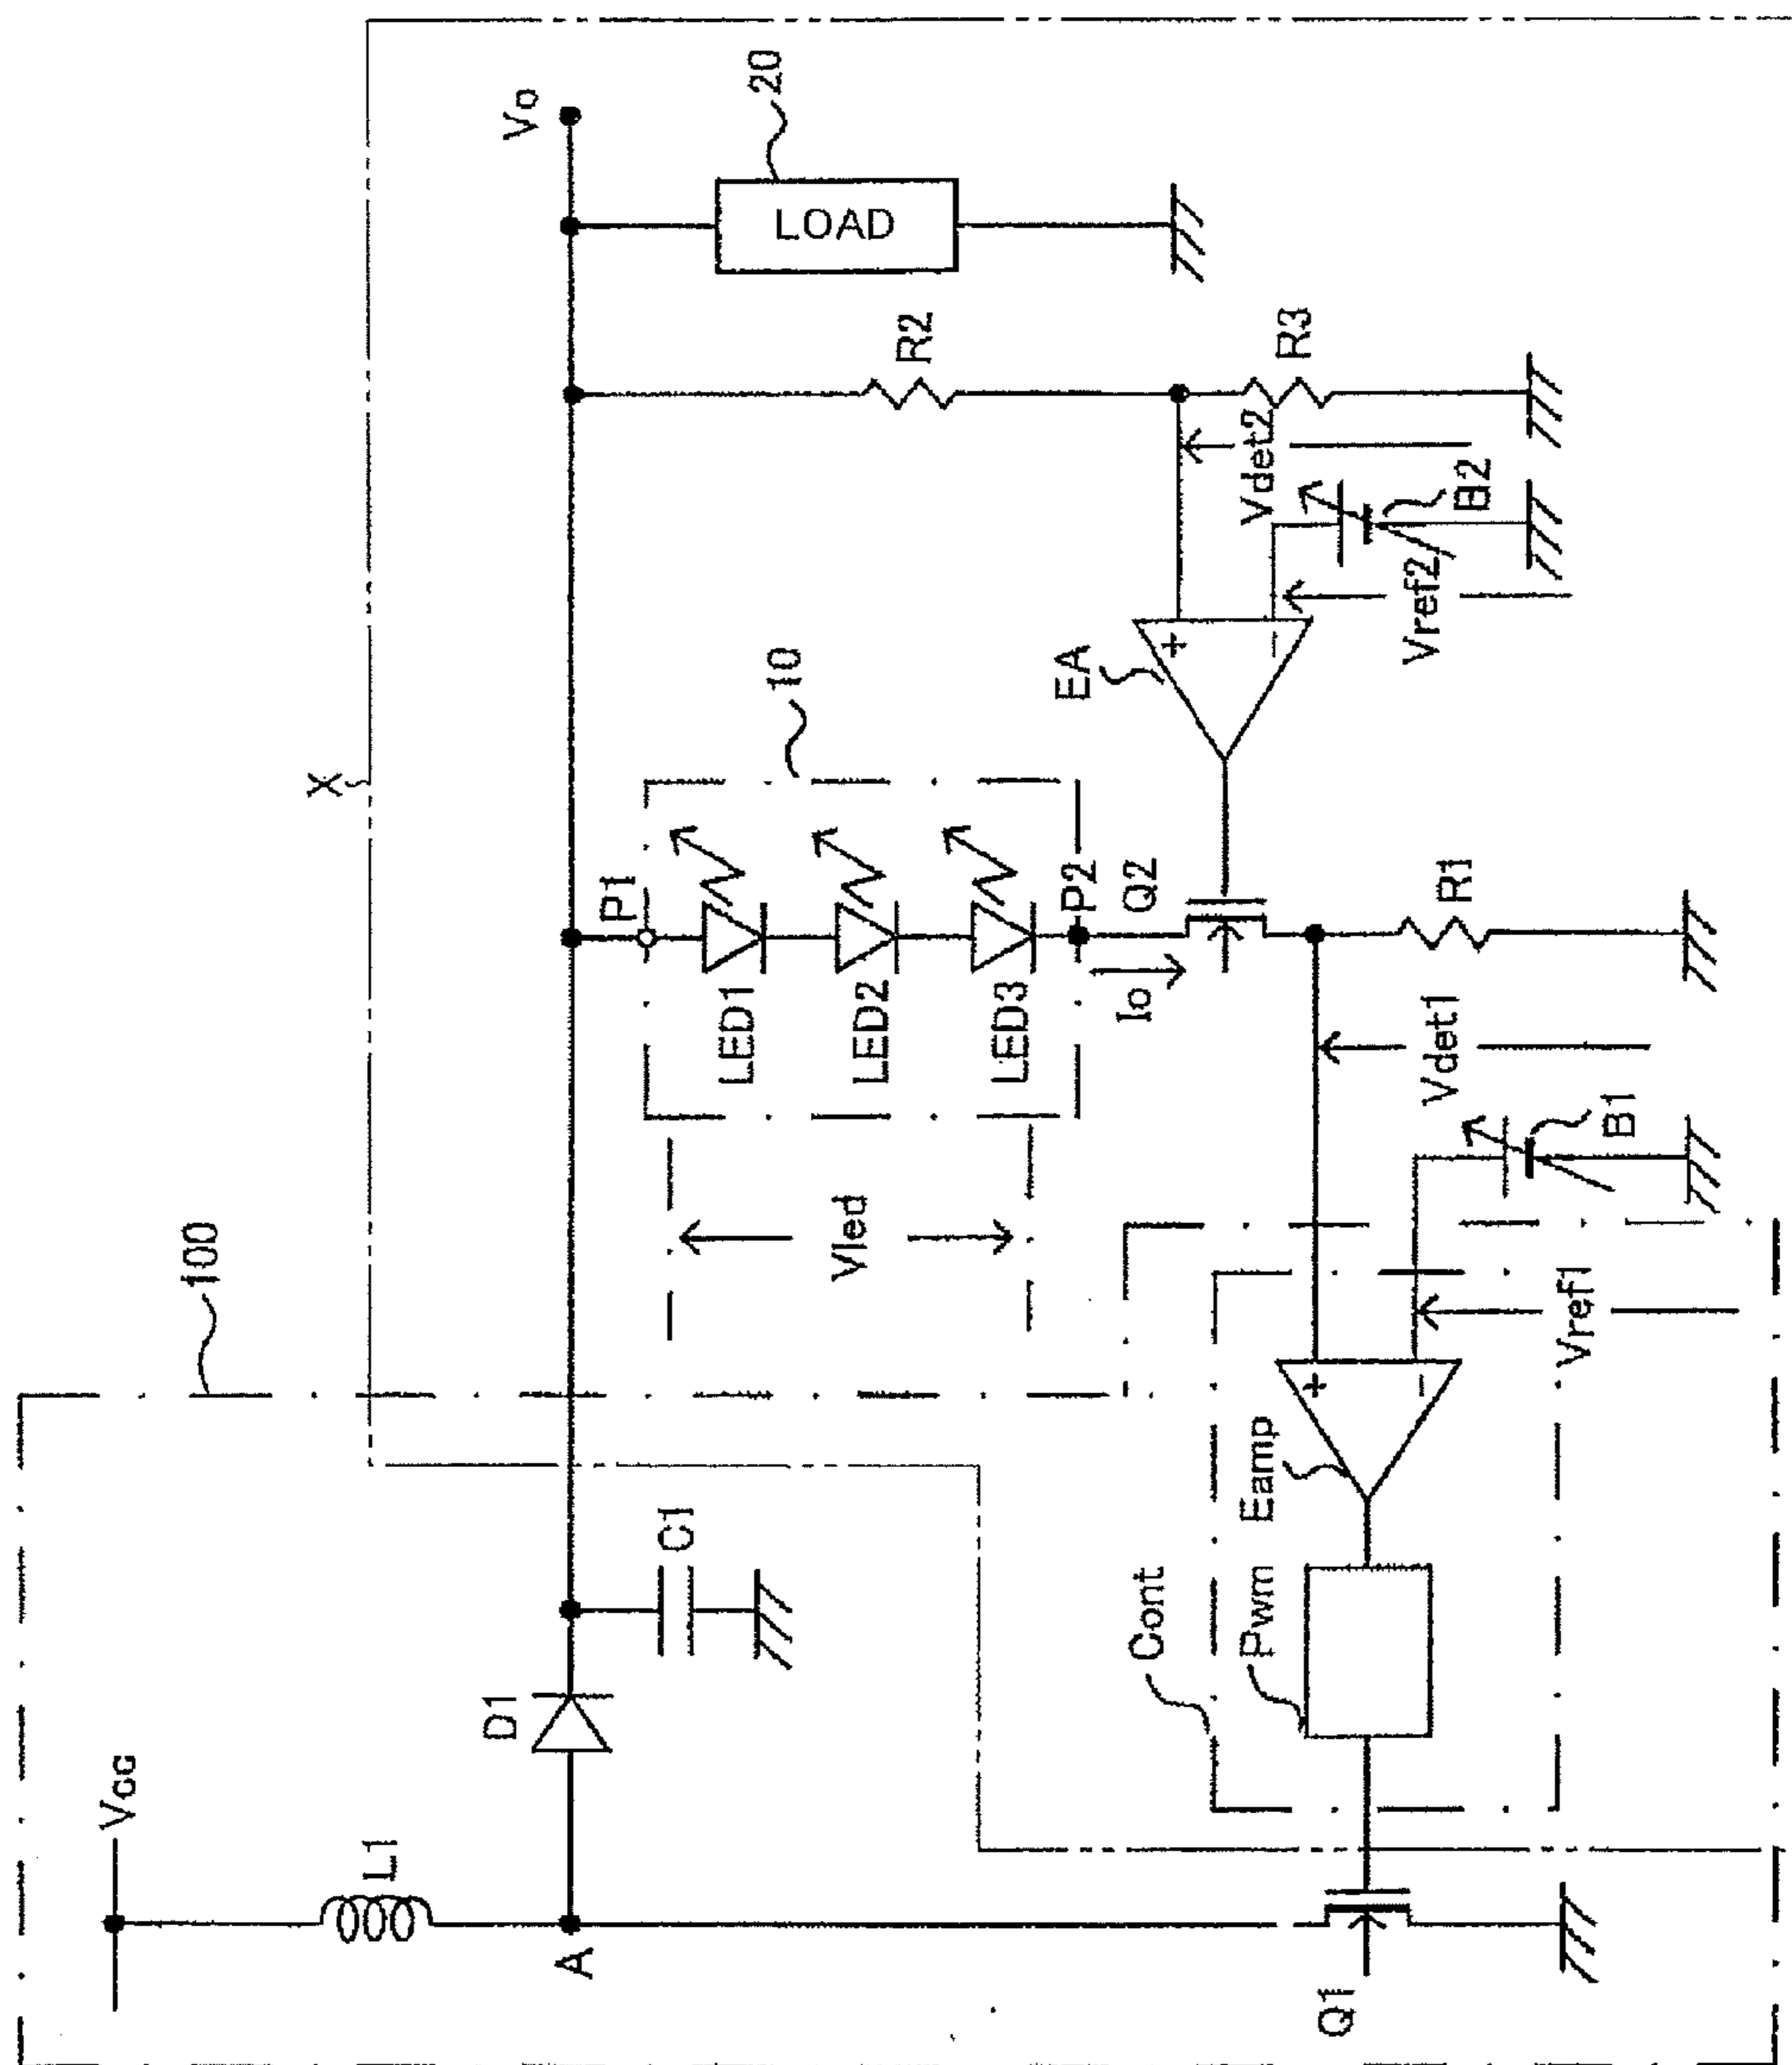 100
X
Vcc
Vo
20
L1
D1
C1
A
P1
10
LOAD
LED1
LED2
LED3
Vled
R2
P2
Q2
Io
EA
+
−
Vdet2
R3
Vref2
B2
R1
Vdet1
B1
Vref1
Cont
Pwm
Eamp
+
−
Q1